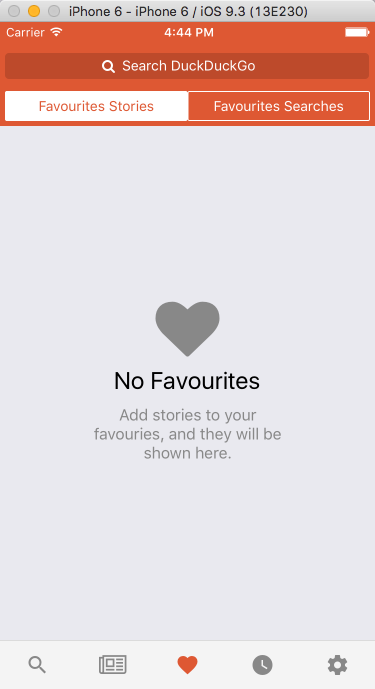 iPhone 6 - iPhone 6 / iOS 9.3 (13E230)
Carrier 4:44 PM
Search DuckDuckGo
Favourites Stories Favourites Searches
No Favourites
Add stories to your
favouries, and they will be
shown here.